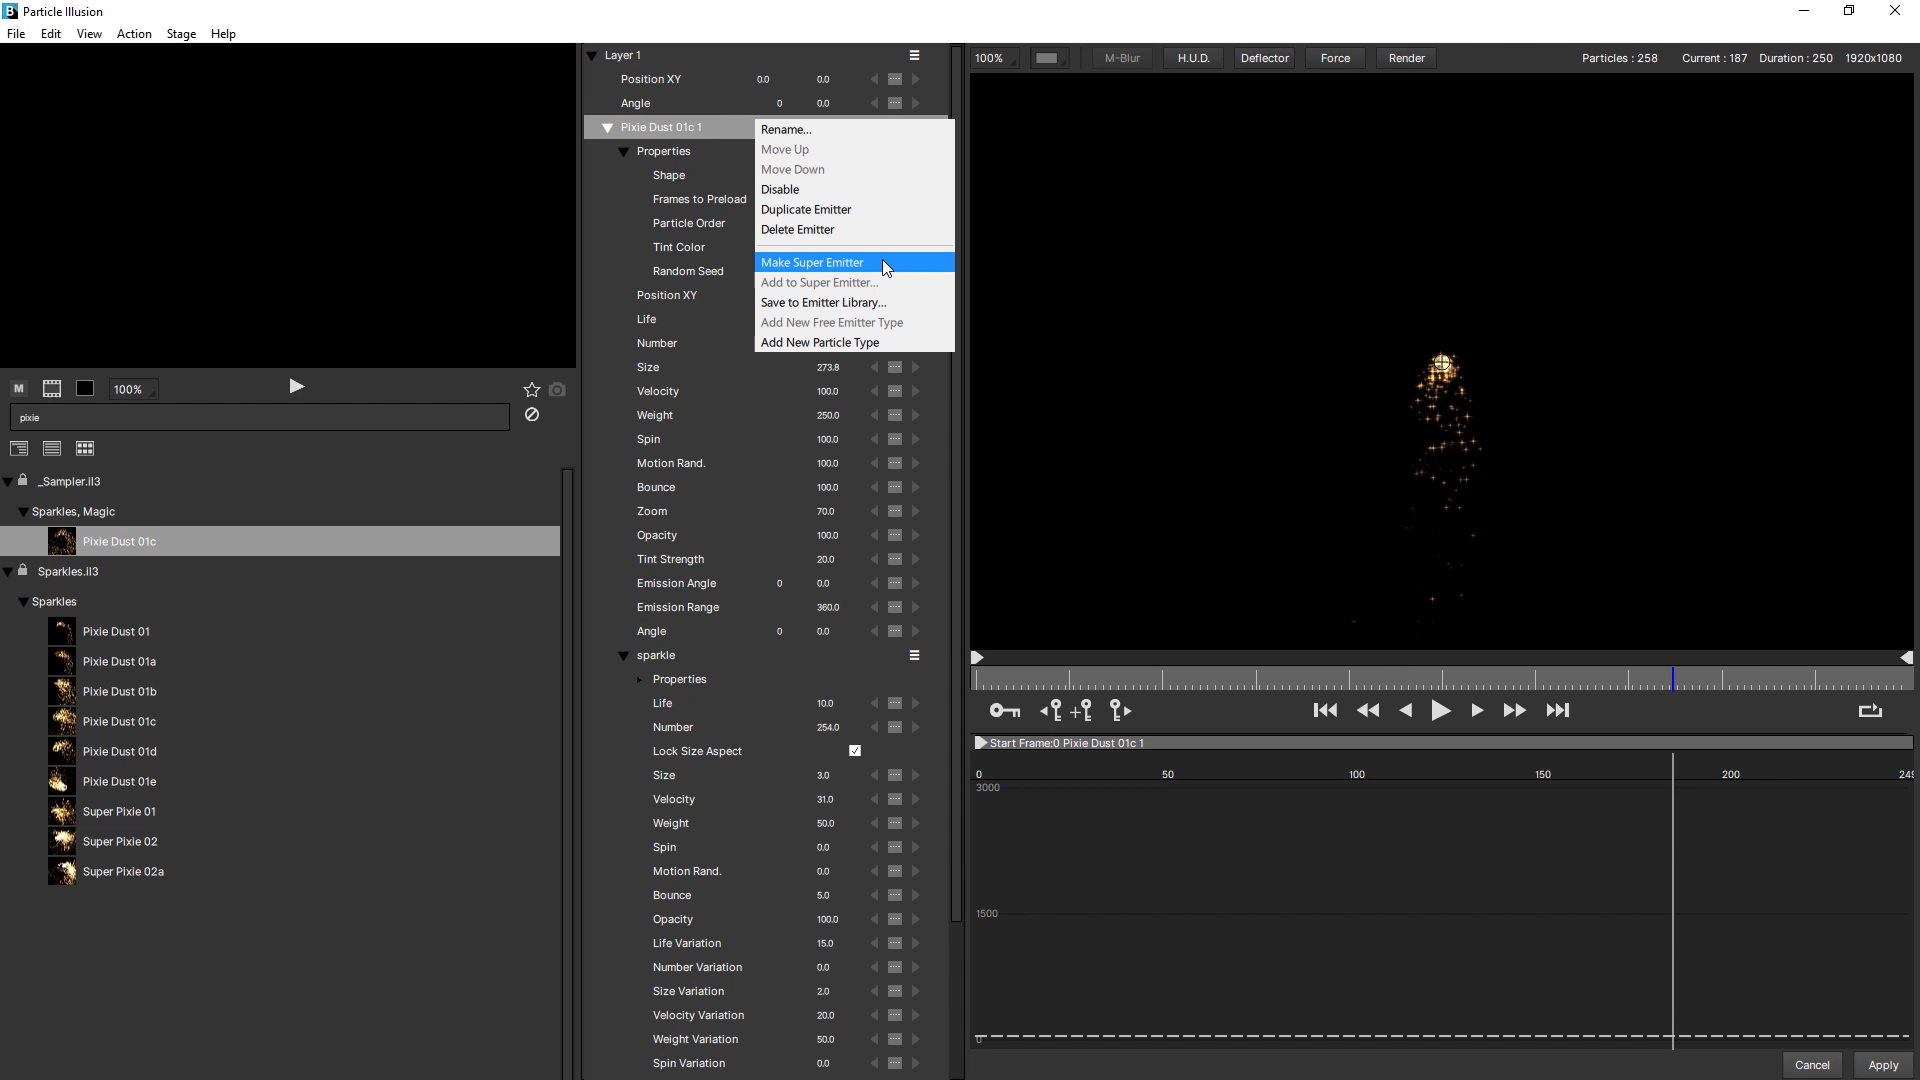 Particle Illusion
File Edit View Action Stage Help
M 100%
pixie
_Sampler.il3
Sparkles, Magic
Pixie Dust 01c
Sparkles.il3
Sparkles
Pixie Dust 01
Pixie Dust 01a
Pixie Dust 01b
Pixie Dust 01c
Pixie Dust 01d
Pixie Dust 01e
Super Pixie 01
Super Pixie 02
Super Pixie 02a
Layer 1
Position XY 0.0 0.0
Angle 0 0.0
Pixie Dust 01c 1
Properties
Shape
Frames to Preload
Particle Order
Tint Color
Random Seed
Position XY
Life
Number
Size 273.8
Velocity 100.0
Weight 250.0
Spin 100.0
Motion Rand. 100.0
Bounce 100.0
Zoom 70.0
Opacity 100.0
Tint Strength 20.0
Emission Angle 0 0.0
Emission Range 360.0
Angle 0 0.0
sparkle
Properties
Life 10.0
Number 254.0
Lock Size Aspect
Size 3.0
Velocity 31.0
Weight 50.0
Spin 0.0
Motion Rand. 0.0
Bounce 5.0
Opacity 100.0
Life Variation 15.0
Number Variation 0.0
Size Variation 2.0
Velocity Variation 20.0
Weight Variation 50.0
Spin Variation 0.0
Rename...
Move Up
Move Down
Disable
Duplicate Emitter
Delete Emitter
Make Super Emitter
Add to Super Emitter...
Save to Emitter Library...
Add New Free Emitter Type
Add New Particle Type
100% M-Blur H.U.D. Deflector Force Render Particles : 258 Current : 187 Duration : 250 1920x1080
Start Frame:0 Pixie Dust 01c 1
0 50 100 150 200 249
3000
1500
0
Cancel Apply